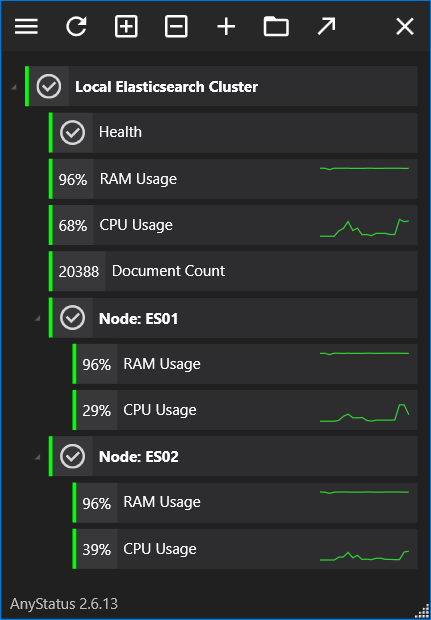 Local Elasticsearch Cluster
Health
96% RAM Usage
68% CPU Usage
20388 Document Count
Node: ES01
96% RAM Usage
29% CPU Usage
Node: ES02
96% RAM Usage
39% CPU Usage
AnyStatus 2.6.13